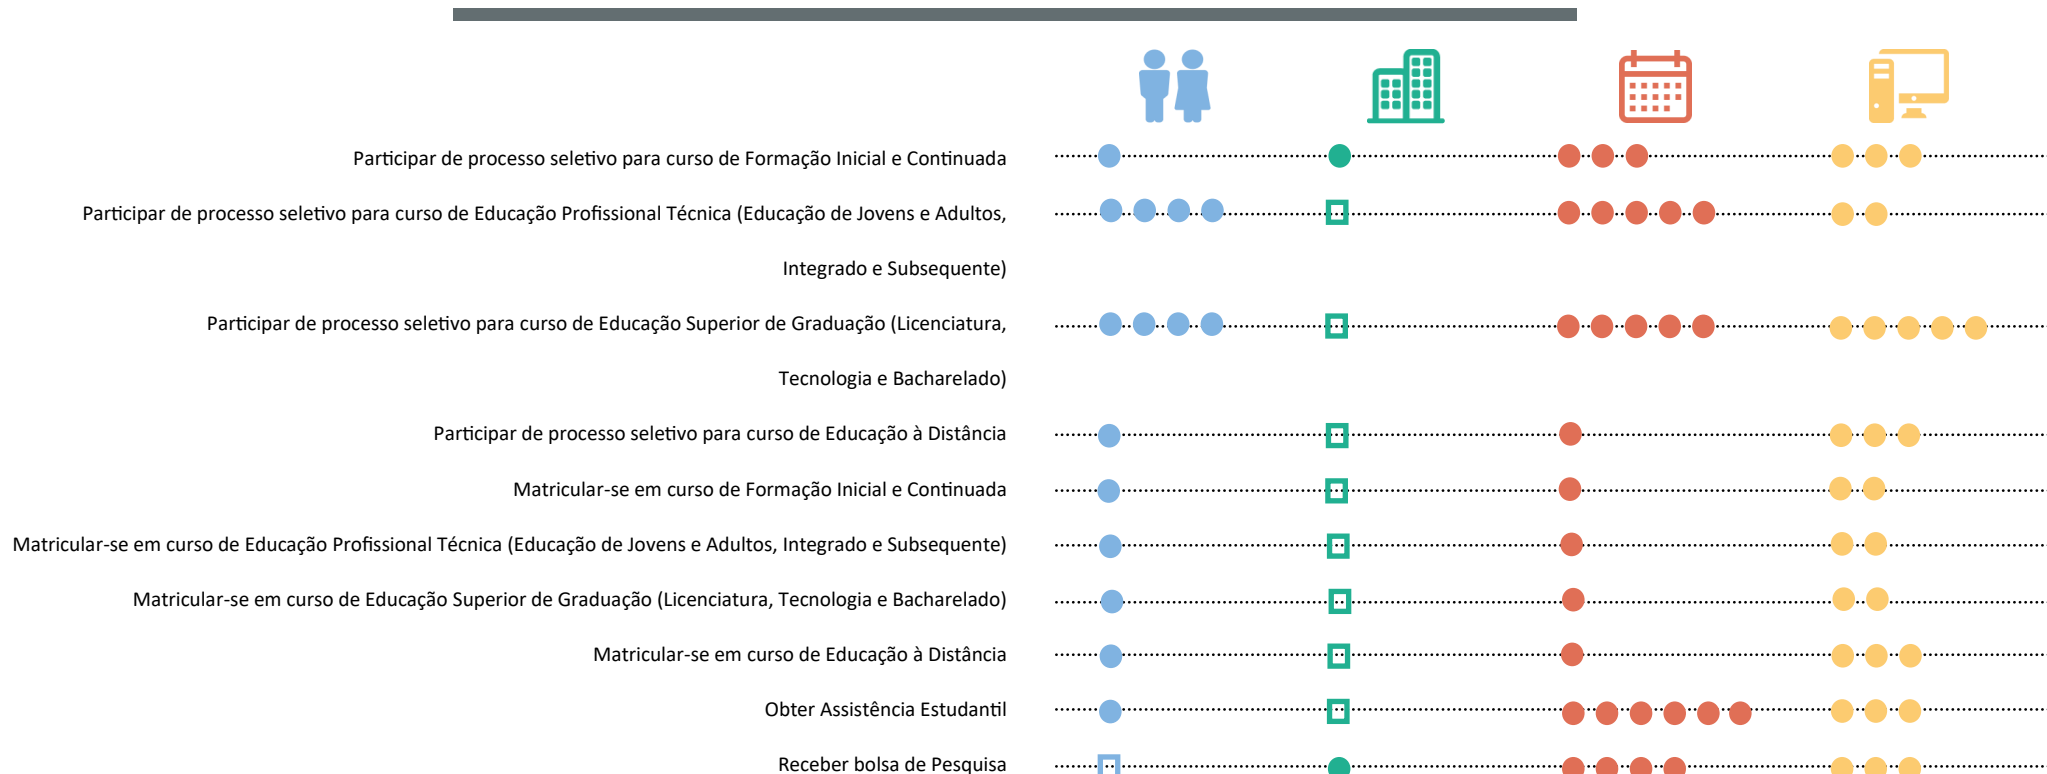 Participar de processo seletivo para curso de Formação Inicial e Continuada
Participar de processo seletivo para curso de Educação Profissional Técnica (Educação de Jovens e Adultos,
Integrado e Subsequente)
Participar de processo seletivo para curso de Educação Superior de Graduação (Licenciatura,
Tecnologia e Bacharelado)
Participar de processo seletivo para curso de Educação à Distância
Matricular-se em curso de Formação Inicial e Continuada
Matricular-se em curso de Educação Profissional Técnica (Educação de Jovens e Adultos, Integrado e Subsequente)
Matricular-se em curso de Educação Superior de Graduação (Licenciatura, Tecnologia e Bacharelado)
Matricular-se em curso de Educação à Distância
Obter Assistência Estudantil
Receber bolsa de Pesquisa